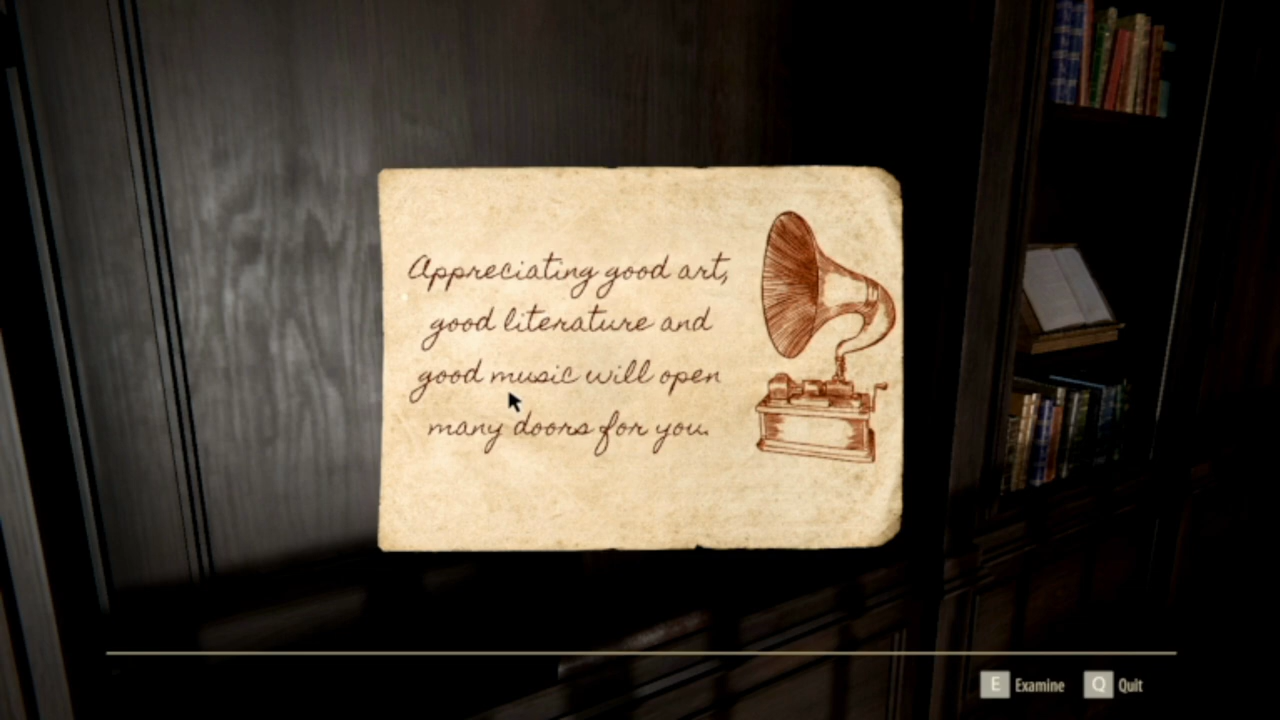 Appreciating good art,
good literature and
good music will open
many doors for you.
E Examine Q Quit